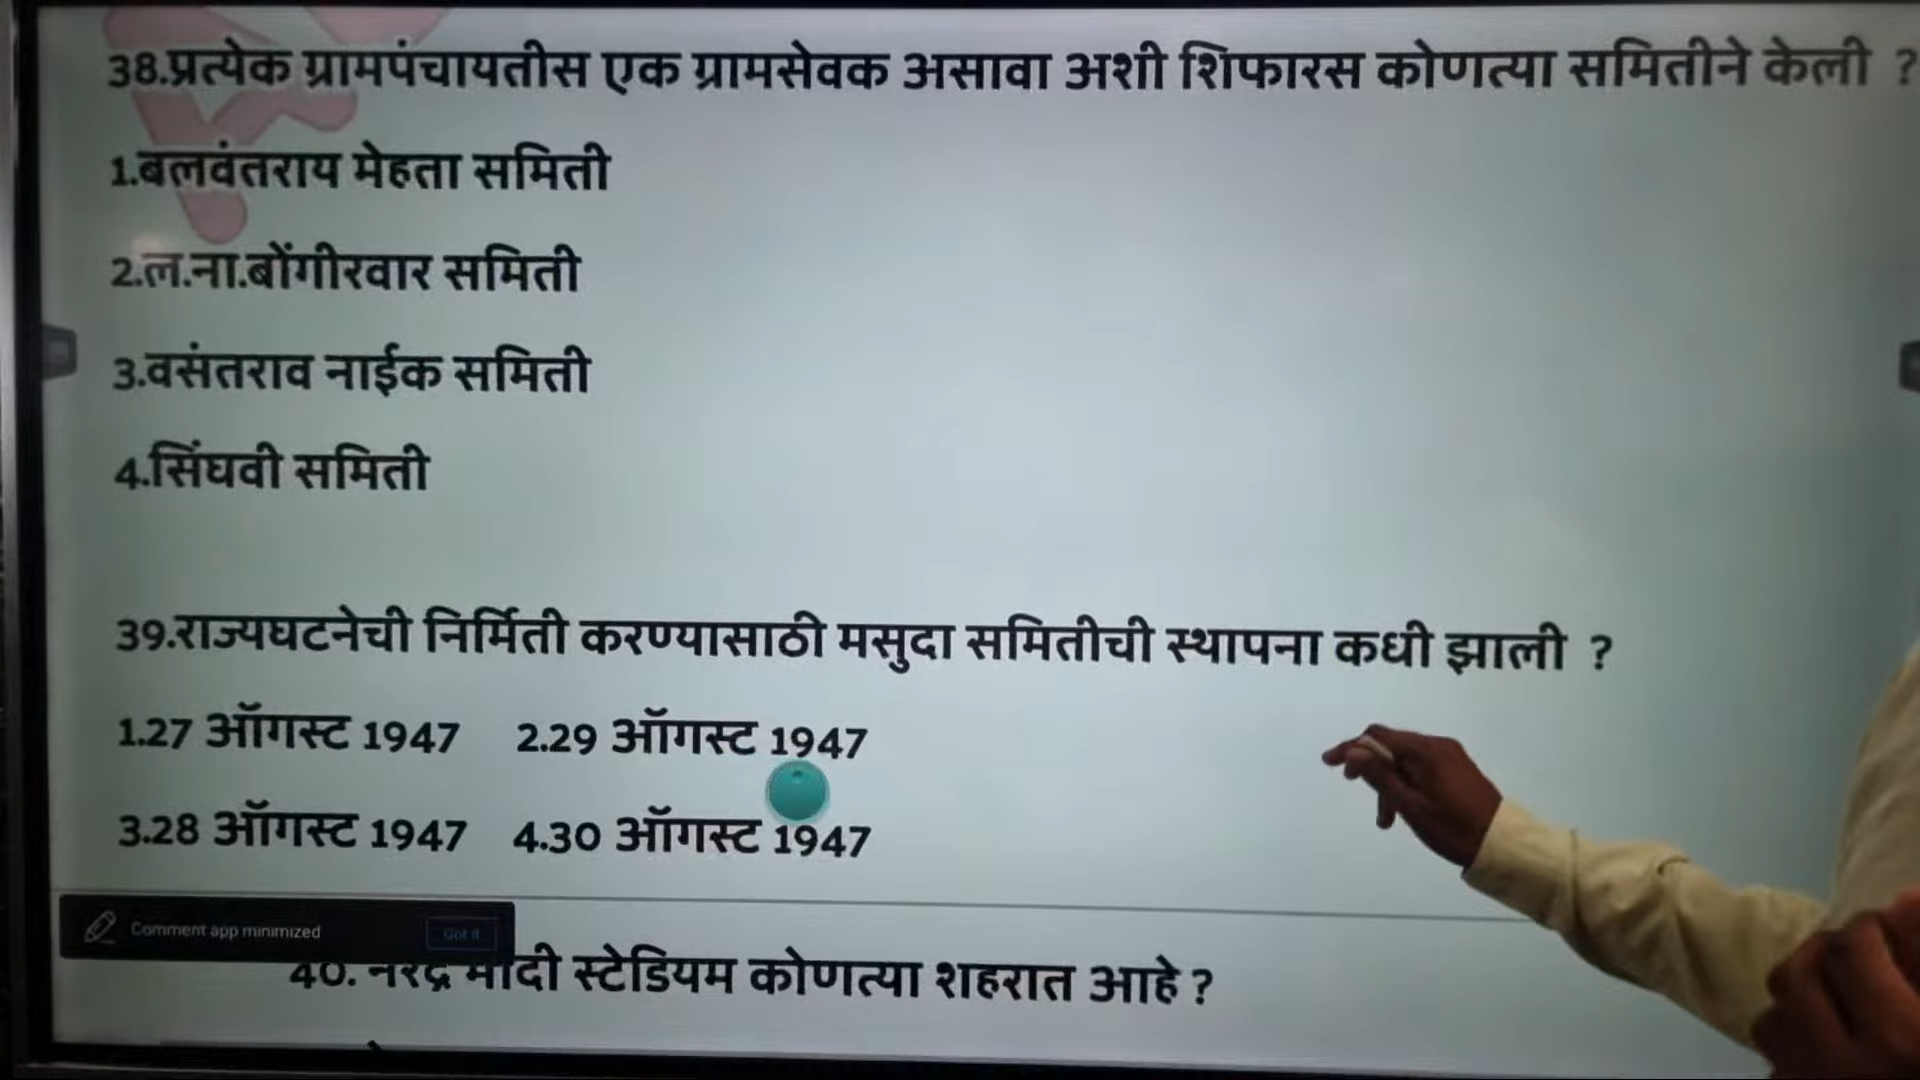 38.प्रत्येक ग्रामपंचायतीस एक ग्रामसेवक असावा अशी शिफारस कोणत्या समितीने केली ?
1.बलवंतराय मेहता समिती
2.ल.ना.बोंगीरवार समिती
3.वसंतराव नाईक समिती
4.सिंघवी समिती
39.राज्यघटनेची निर्मिती करण्यासाठी मसुदा समितीची स्थापना कधी झाली ?
1.27 ऑगस्ट 1947 2.29 ऑगस्ट 1947
3.28 ऑगस्ट 1947 4.30 ऑगस्ट 1947
Comment app minimized Got it
40. नरेंद्र मोदी स्टेडियम कोणत्या शहरात आहे ?